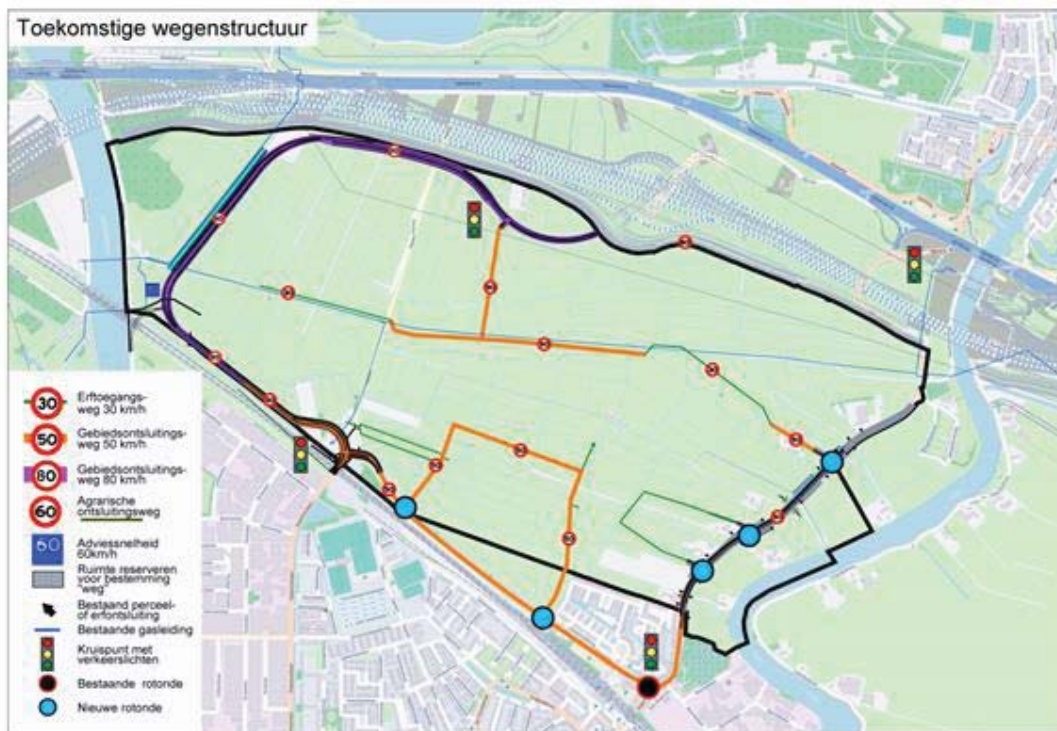 Toekomstige wegenstructuur
30
Erftoegangs-
weg 30 km/h
50
Gebiedsontsluitings-
weg 50 km/h
80
Gebiedsontsluitings-
weg 80 km/h
60
Agrarische
ontsluitingsweg
60
Adviessnelheid
60km/h
Ruimte reserveren
voor bestemming
"weg"
Bestaand perceel-
of erfontsluiting
Bestaande gasleiding
Kruispunt met
verkeerslichten
Bestaande rotonde
Nieuwe rotonde